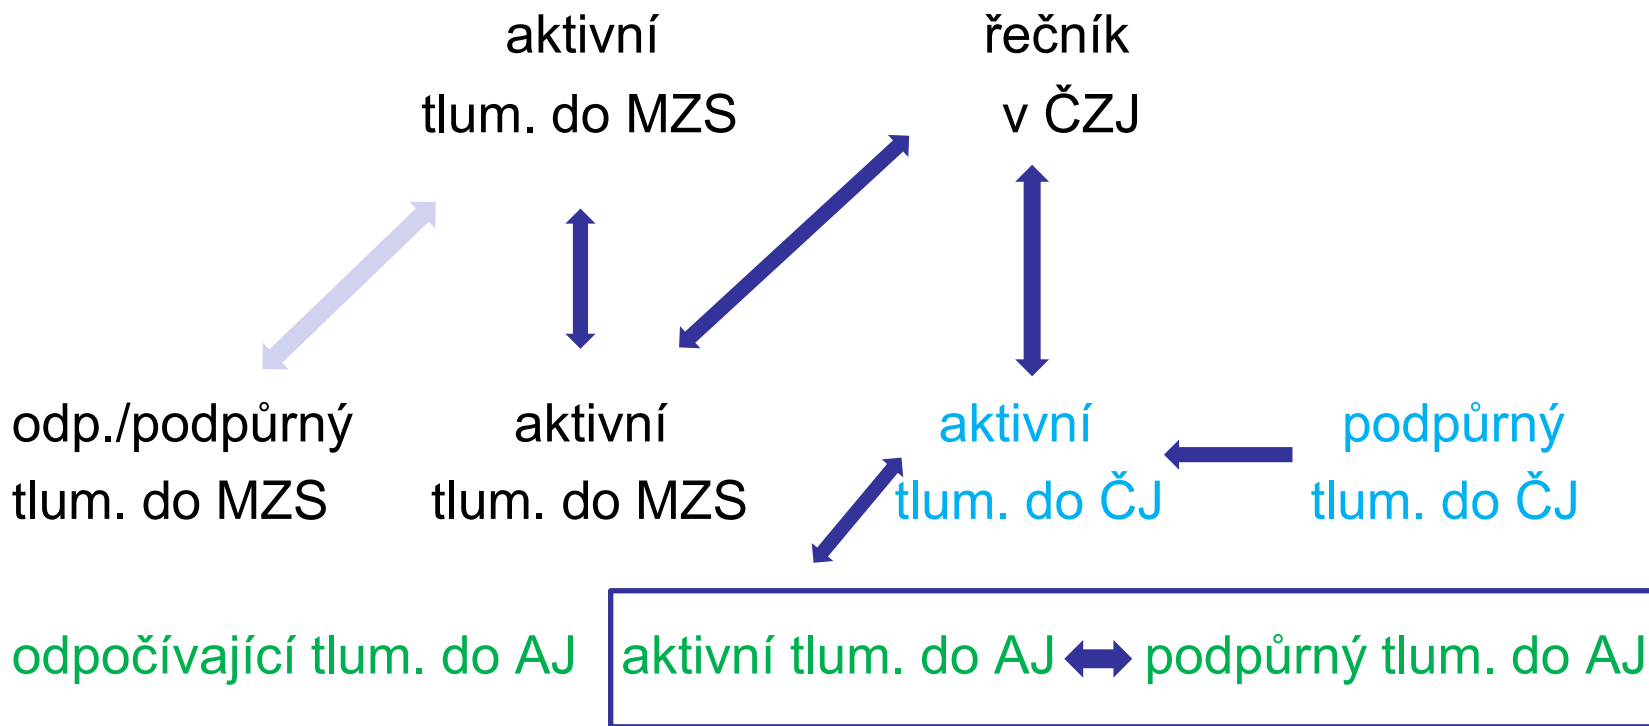 aktivní
tlum. do MZS
řečník
v ČZJ
odp./podpůrný
tlum. do MZS
aktivní
tlum. do MZS
aktivní
tlum. do ČJ
podpůrný
tlum. do ČJ
odpočívající tlum. do AJ
aktivní tlum. do AJ
podpůrný tlum. do AJ